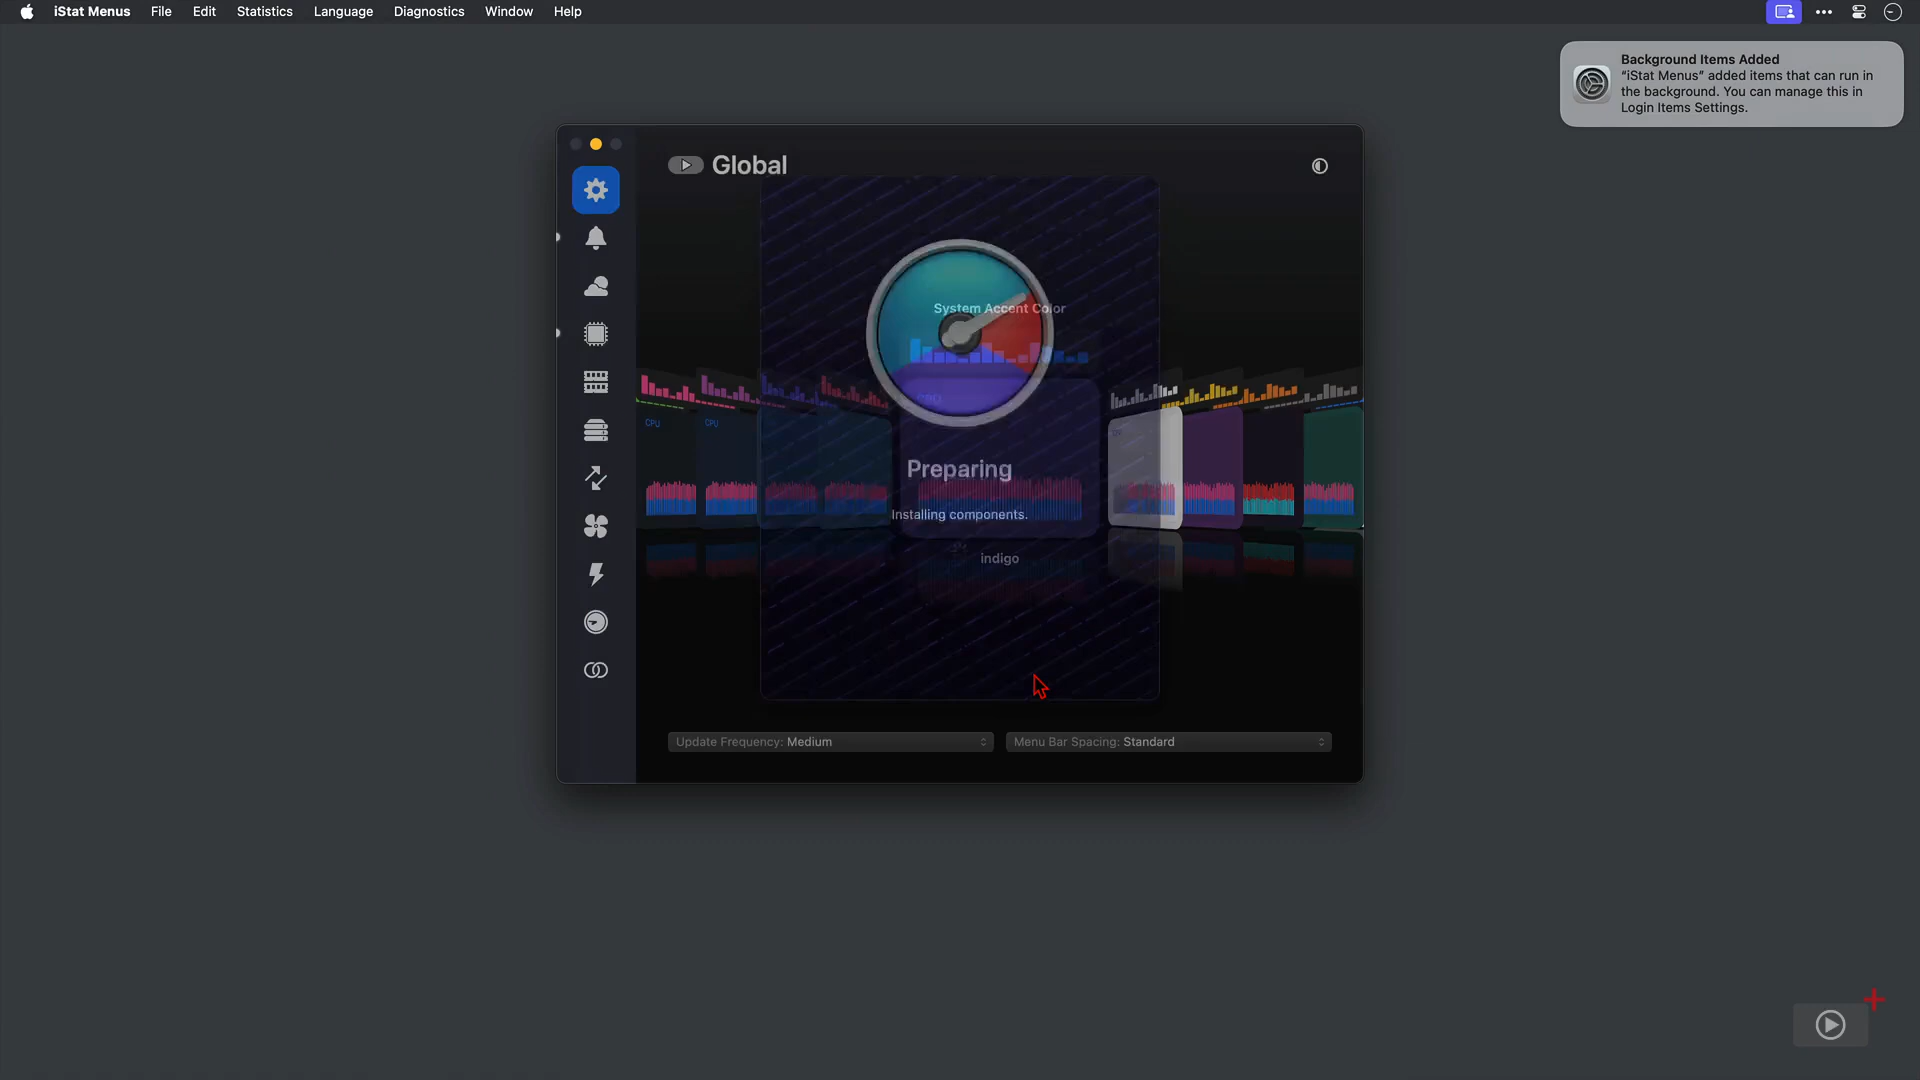 iStat Menus File Edit Statistics Language Diagnostics Window Help
Background Items Added
“iStat Menus” added items that can run in
the background. You can manage this in
Login Items Settings.
Global
System Accent Color
CPU
CPU
CPU
Preparing
Installing components.
indigo
Update Frequency: Medium
Menu Bar Spacing: Standard